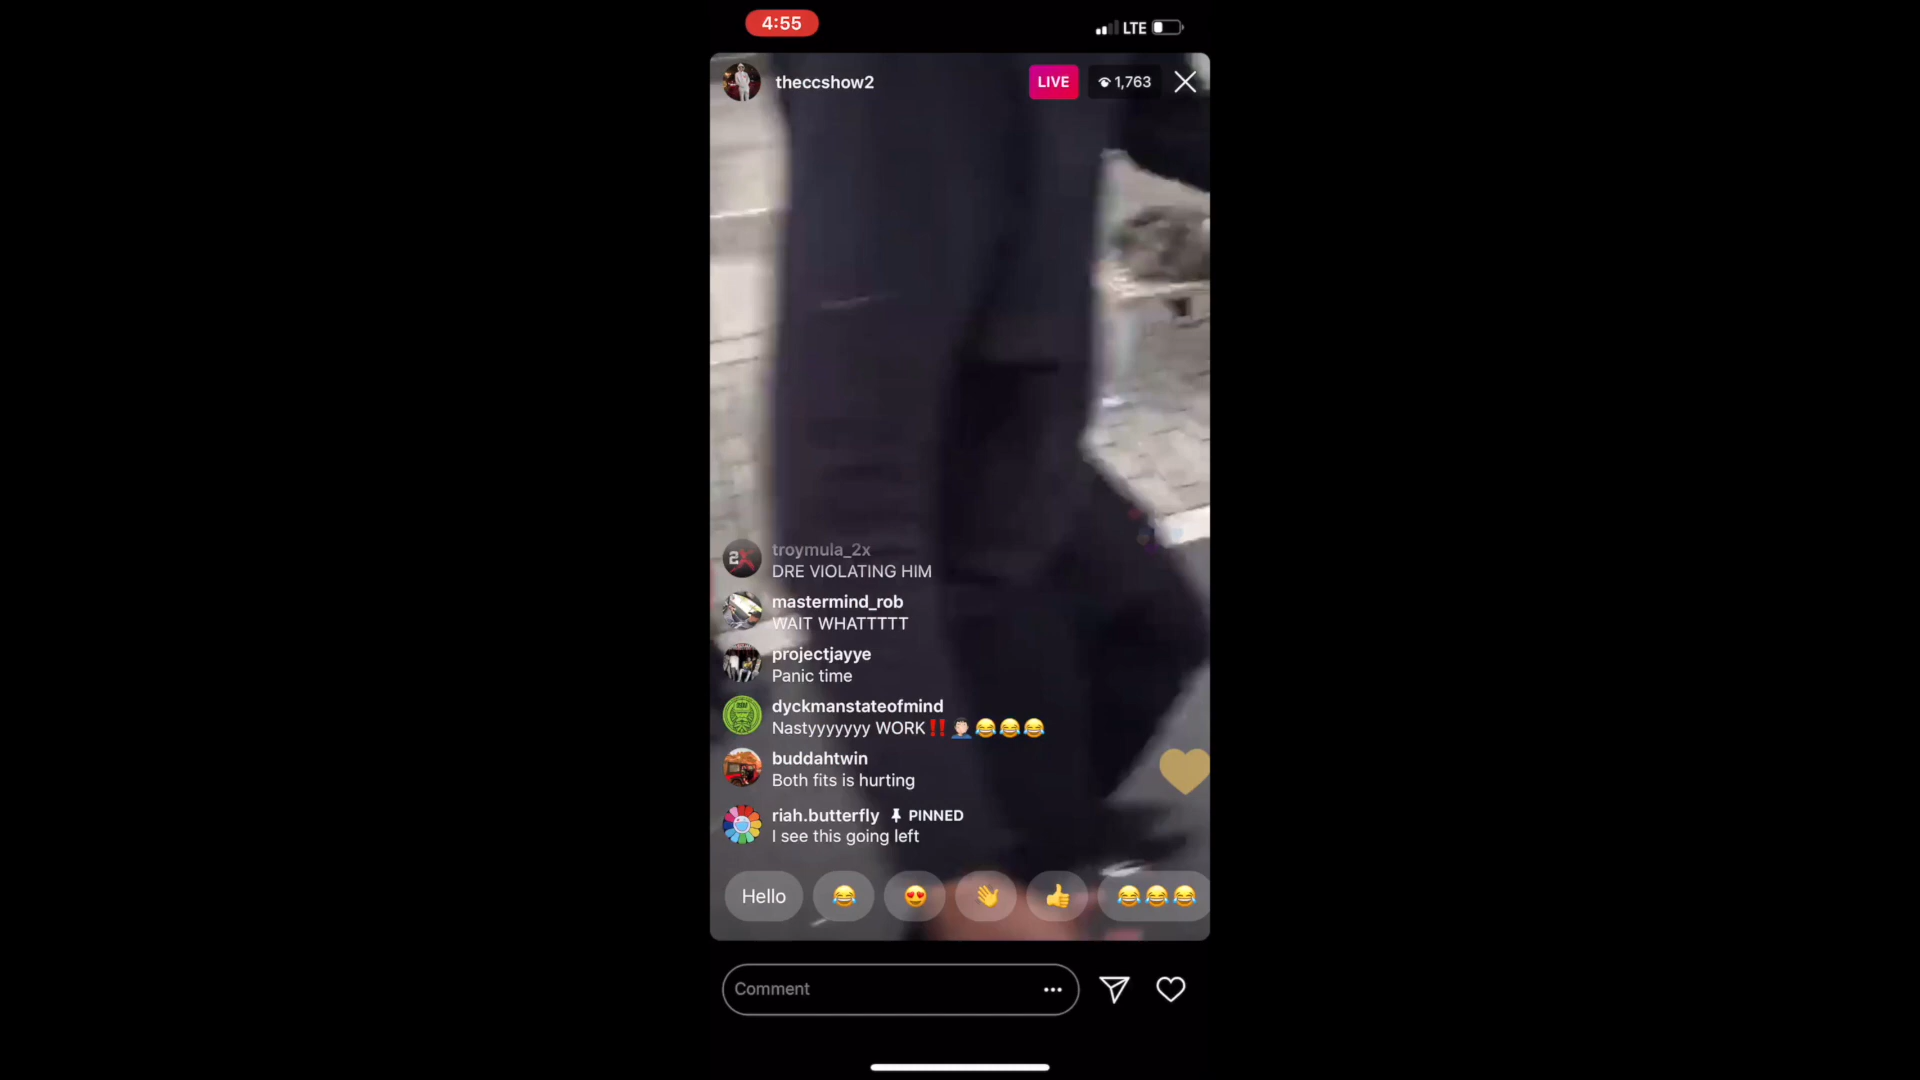 4:55
LTE
theccshow2
LIVE
1,763
troymula_2x
DRE VIOLATING HIM
mastermind_rob
WAIT WHATTTTT
projectjayye
Panic time
dyckmanstateofmind
Nastyyyyyyy WORK‼️🤦🏻‍♂️😂😂😂
buddahtwin
Both fits is hurting
riah.butterfly PINNED
I see this going left
Hello 😂 😍 👋 👍 😂😂😂
Comment